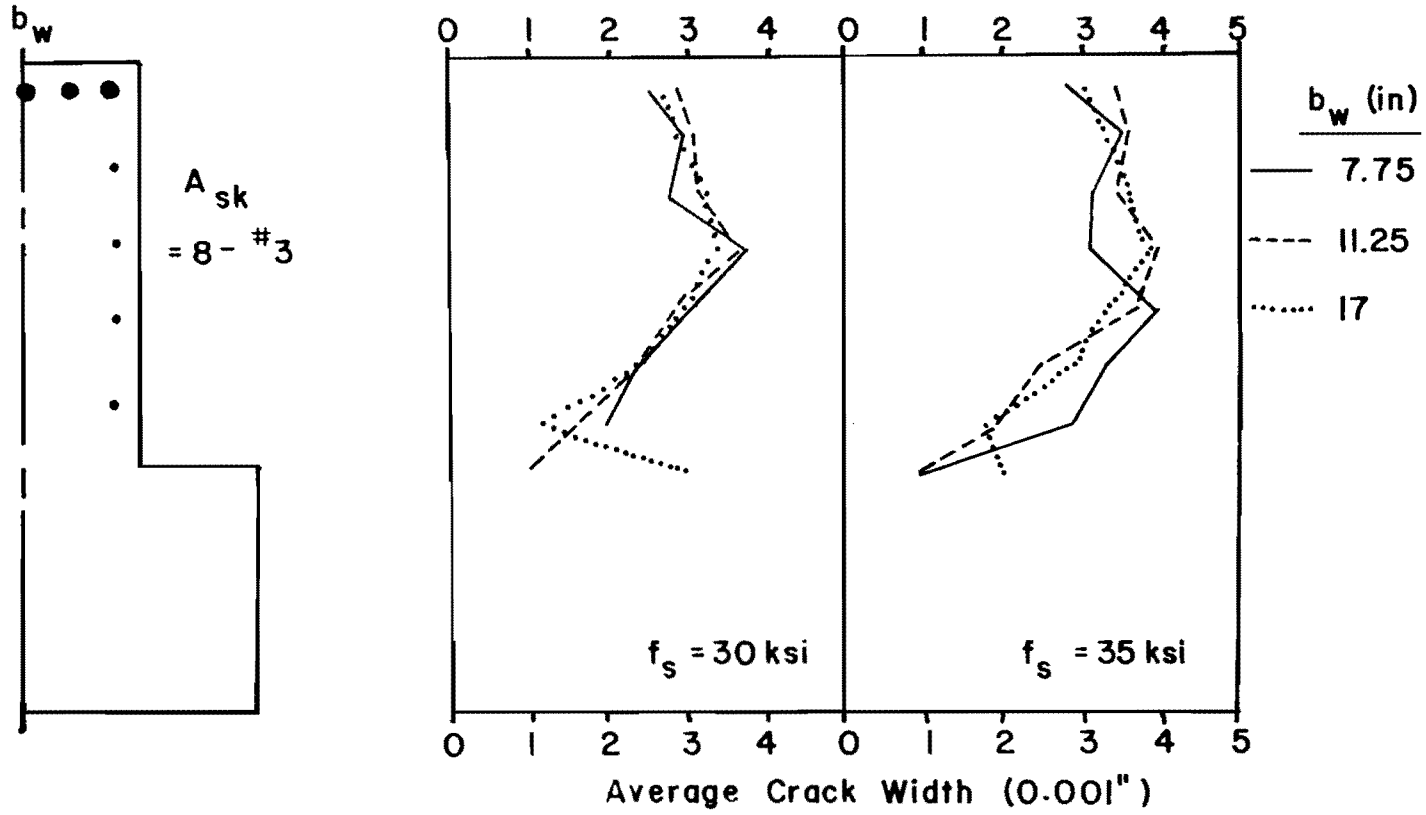 b_w
A_sk
= 8 - #3
0 1 2 3 4 0 1 2 3 4 5
b_w (in)
7.75
11.25
17
f_s = 30 ksi
f_s = 35 ksi
0 1 2 3 4 0 1 2 3 4 5
Average Crack Width (0.001")